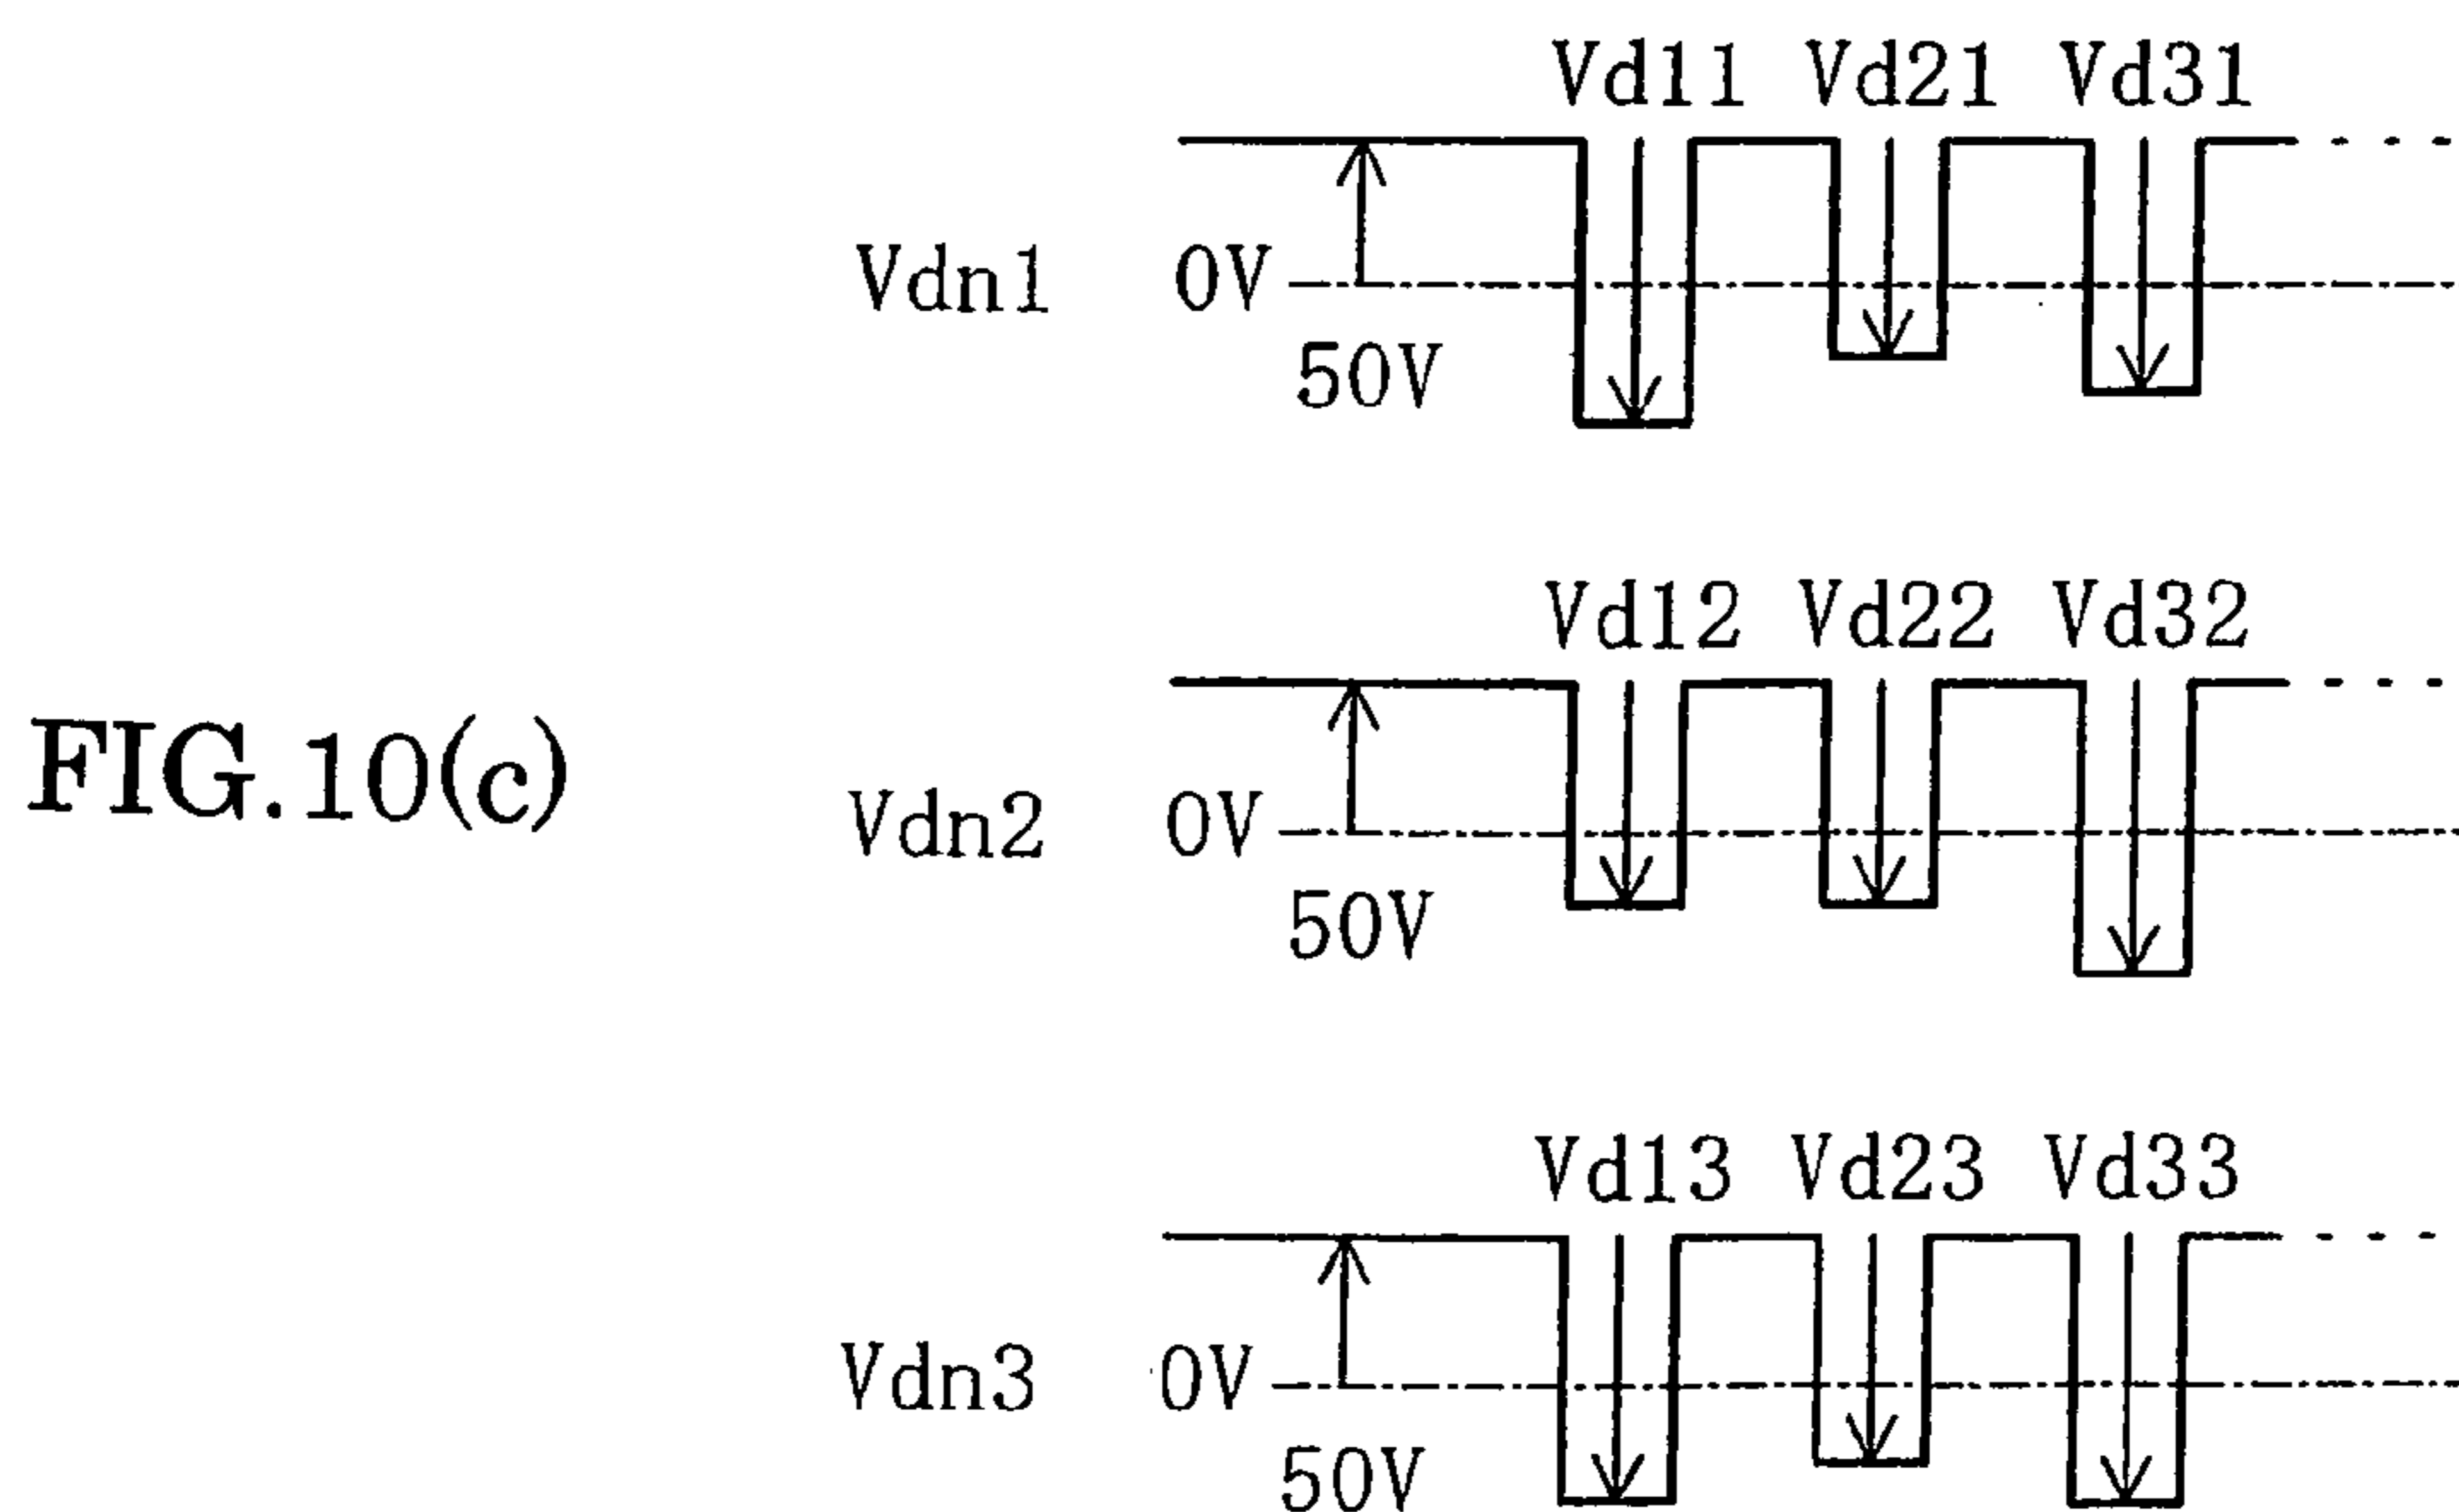 Vd11 Vd21 Vd31
Vdn1 0V
50V
Vd12 Vd22 Vd32
FIG.10(c)
Vdn2 0V
50V
Vd13 Vd23 Vd33
Vdn3 0V
50V